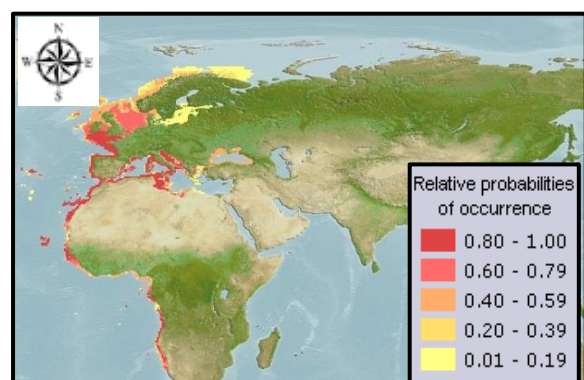 N
W E
S
Relative probabilities
of occurrence
0.80 - 1.00
0.60 - 0.79
0.40 - 0.59
0.20 - 0.39
0.01 - 0.19